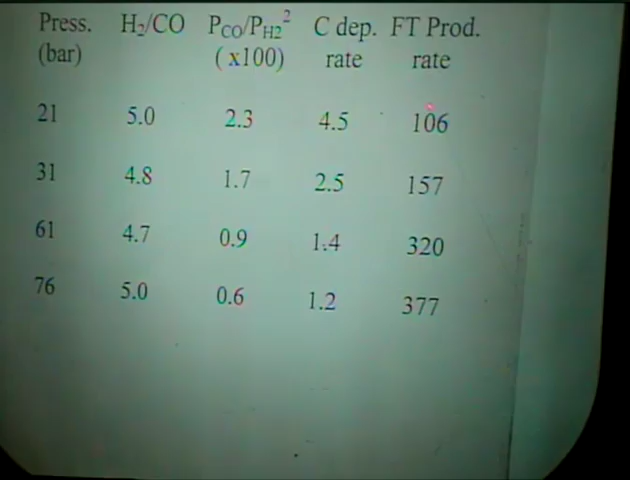 Press. H₂/CO P_CO/P_H2² C dep. FT Prod.
(bar) (x100) rate rate
21 5.0 2.3 4.5 106
31 4.8 1.7 2.5 157
61 4.7 0.9 1.4 320
76 5.0 0.6 1.2 377